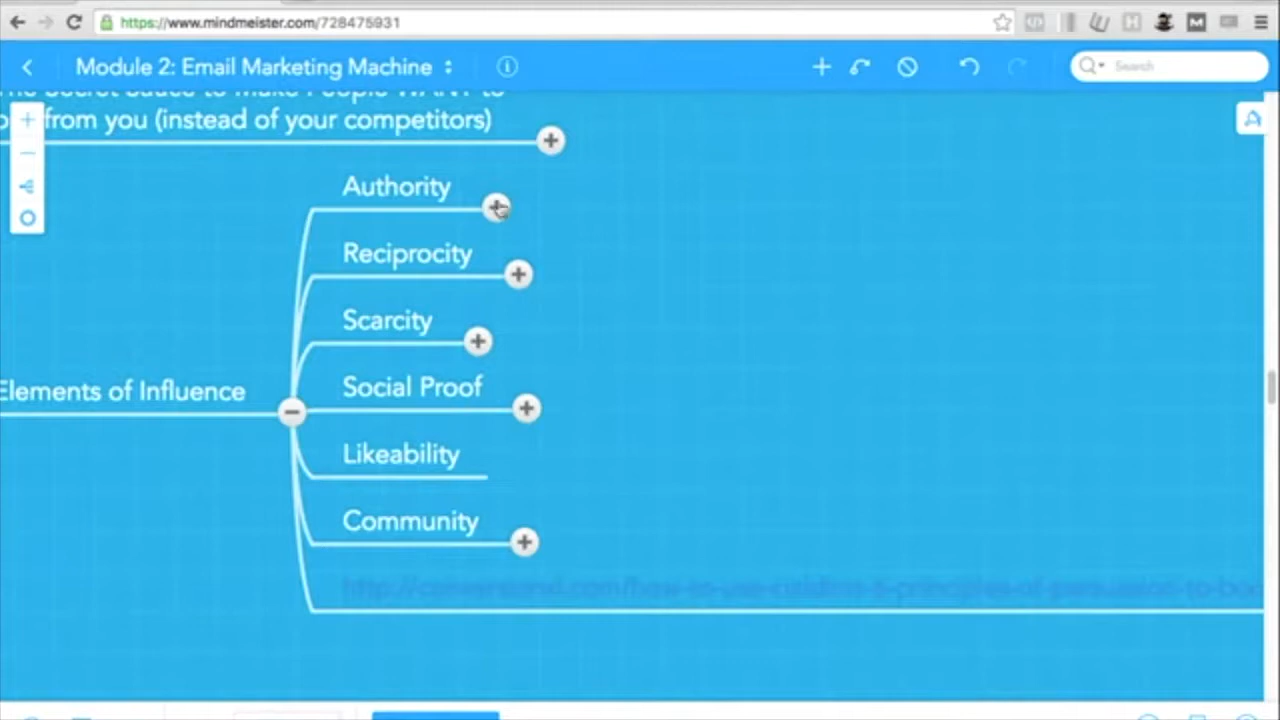 https://www.mindmeister.com/728475931
Module 2: Email Marketing Machine
Search
from you (instead of your competitors)
Authority
Reciprocity
Scarcity
Elements of Influence
Social Proof
Likeability
Community